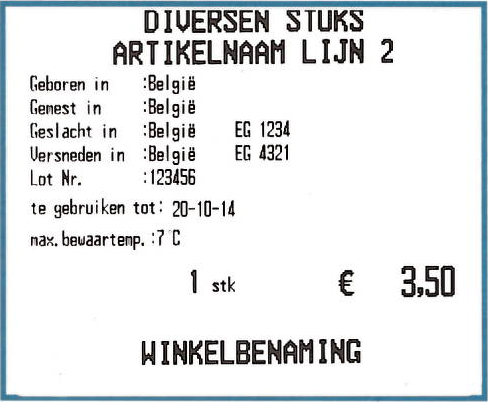 DIVERSEN STUKS
ARTIKELNAAM LIJN 2
Geboren in :België
Gemest in :België
Geslacht in :België EG 1234
Versneden in :België EG 4321
Lot Nr. :123456
te gebruiken tot: 20-10-14
max.bewaartemp. :7°C
1 stk € 3,50
WINKELBENAMING